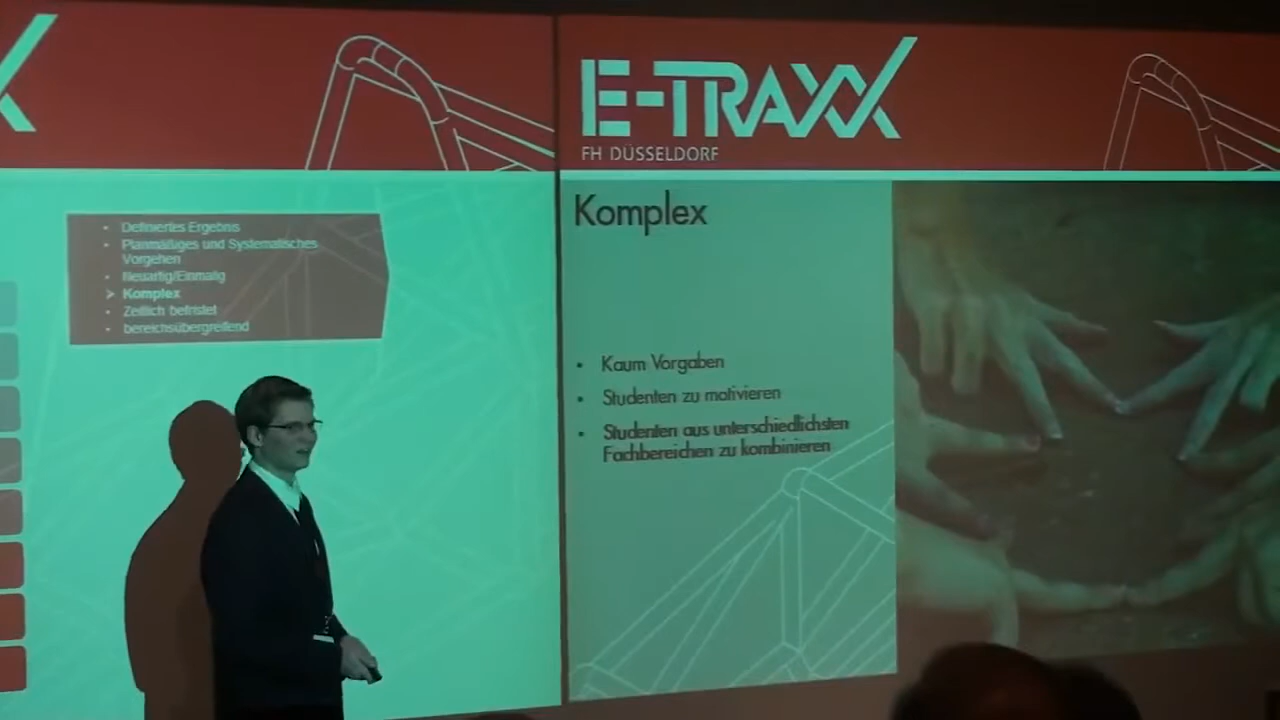 X
E-TRAXX
FH DÜSSELDORF
• Definiertes Ergebnis
• Planmäßiges und Systematisches
Vorgehen
• Neuartig/Einmalig
➢ Komplex
• Zeitlich befristet
• bereichsübergreifend
Komplex
• Kaum Vorgaben
• Studenten zu motivieren
• Studenten aus unterschiedlichsten
Fachbereichen zu kombinieren